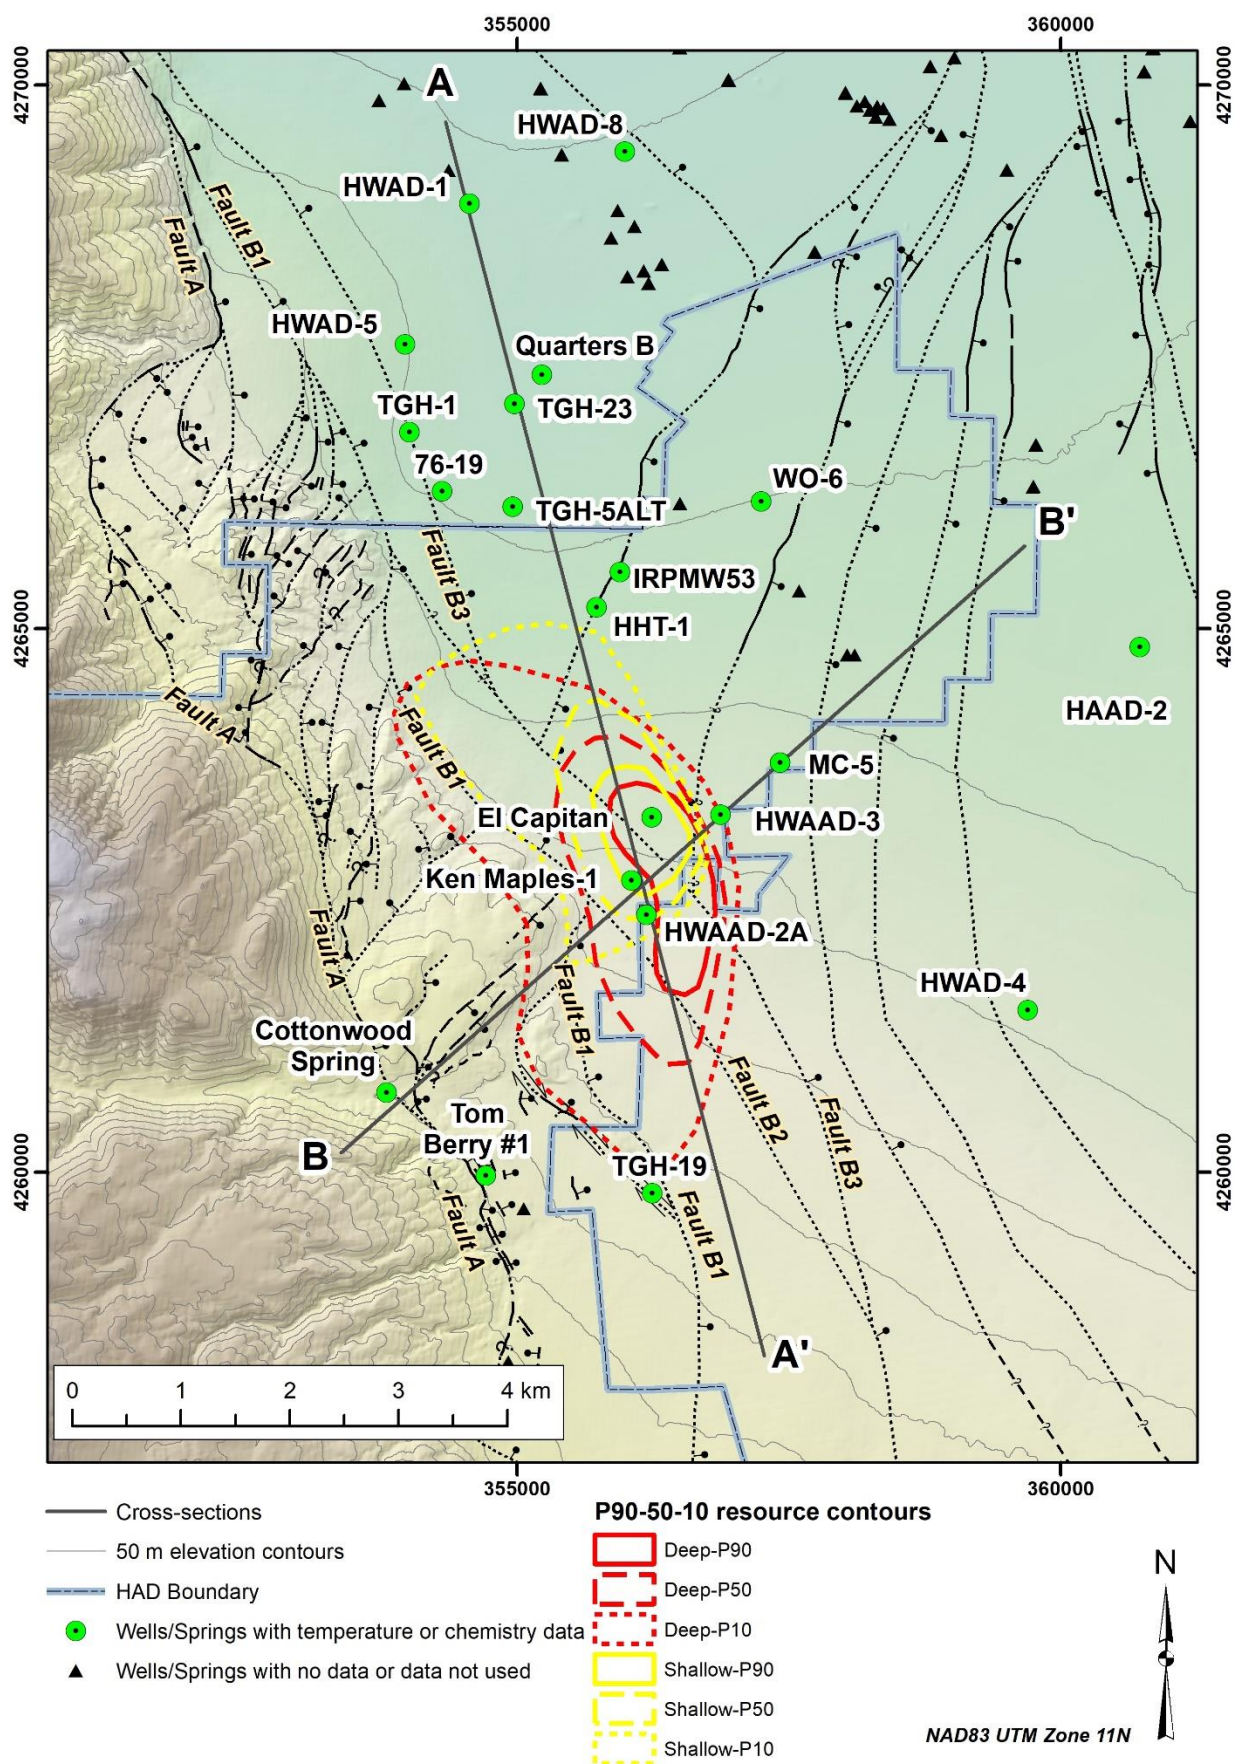 355000
360000
4270000
4270000
A
HWAD-8
HWAD-1
Fault B1
Fault A
HWAD-5
Quarters B
TGH-1
TGH-23
76-19
WO-6
TGH-5ALT
B'
Fault B3
IRPMW53
4265000
4265000
HHT-1
Fault A
HAAD-2
Fault B1
MC-5
El Capitan
HWAAD-3
Ken Maples-1
HWAAD-2A
Fault A
HWAD-4
Fault B1
Cottonwood
Spring
Fault B2
Fault B3
Tom
Berry #1
B
TGH-19
4260000
4260000
Fault A
Fault B1
A'
0 1 2 3 4 km
355000
360000
Cross-sections
50 m elevation contours
HAD Boundary
Wells/Springs with temperature or chemistry data
Wells/Springs with no data or data not used
P90-50-10 resource contours
Deep-P90
Deep-P50
Deep-P10
Shallow-P90
Shallow-P50
Shallow-P10
N
NAD83 UTM Zone 11N